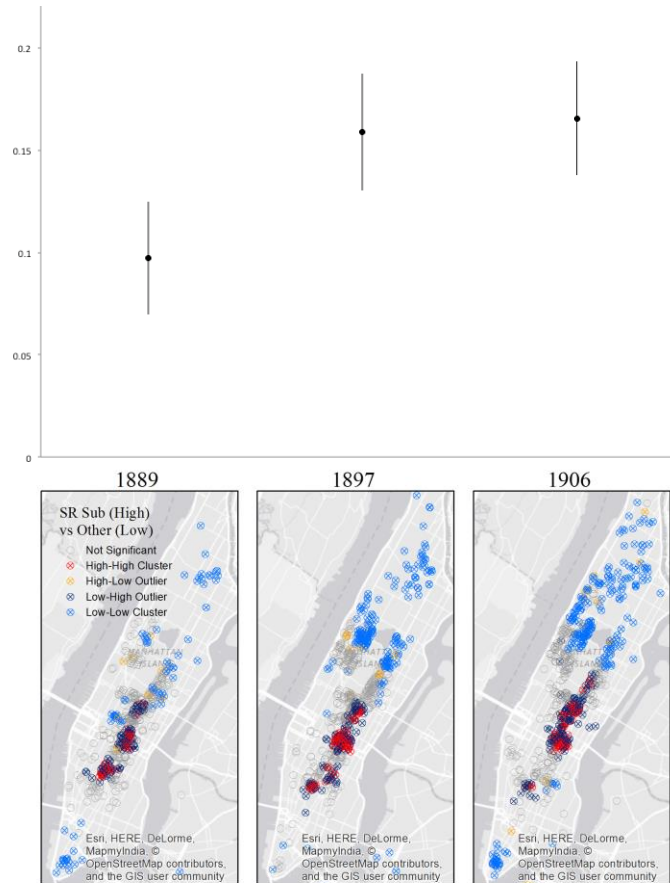 0.2
0.15
0.1
0.05
0
1889
1897
1906
SR Sub (High)
vs Other (Low)
Not Significant
High-High Cluster
High-Low Outlier
Low-High Outlier
Low-Low Cluster
MANHATTAN
ISLAND
Esri, HERE, DeLorme,
MapmyIndia, ©
OpenStreetMap contributors,
and the GIS user community
Esri, HERE, DeLorme,
MapmyIndia, ©
OpenStreetMap contributors,
and the GIS user community
Esri, HERE, DeLorme,
MapmyIndia, ©
OpenStreetMap contributors,
and the GIS user community